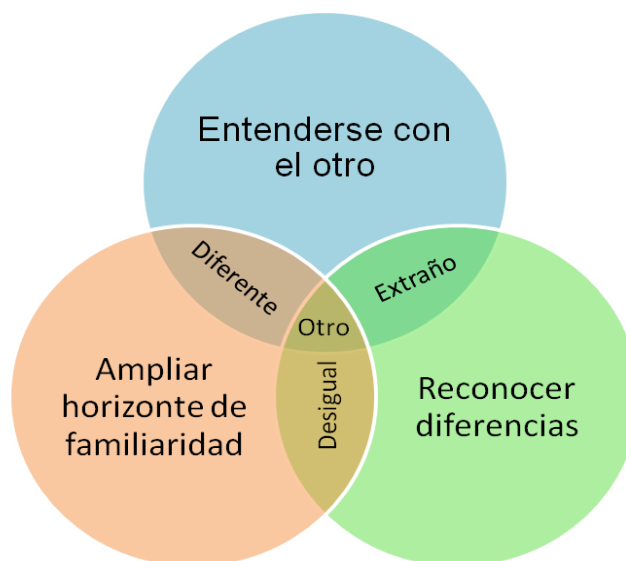 Entenderse con
el otro
Diferente
Extraño
Otro
Desigual
Ampliar
horizonte de
familiaridad
Reconocer
diferencias